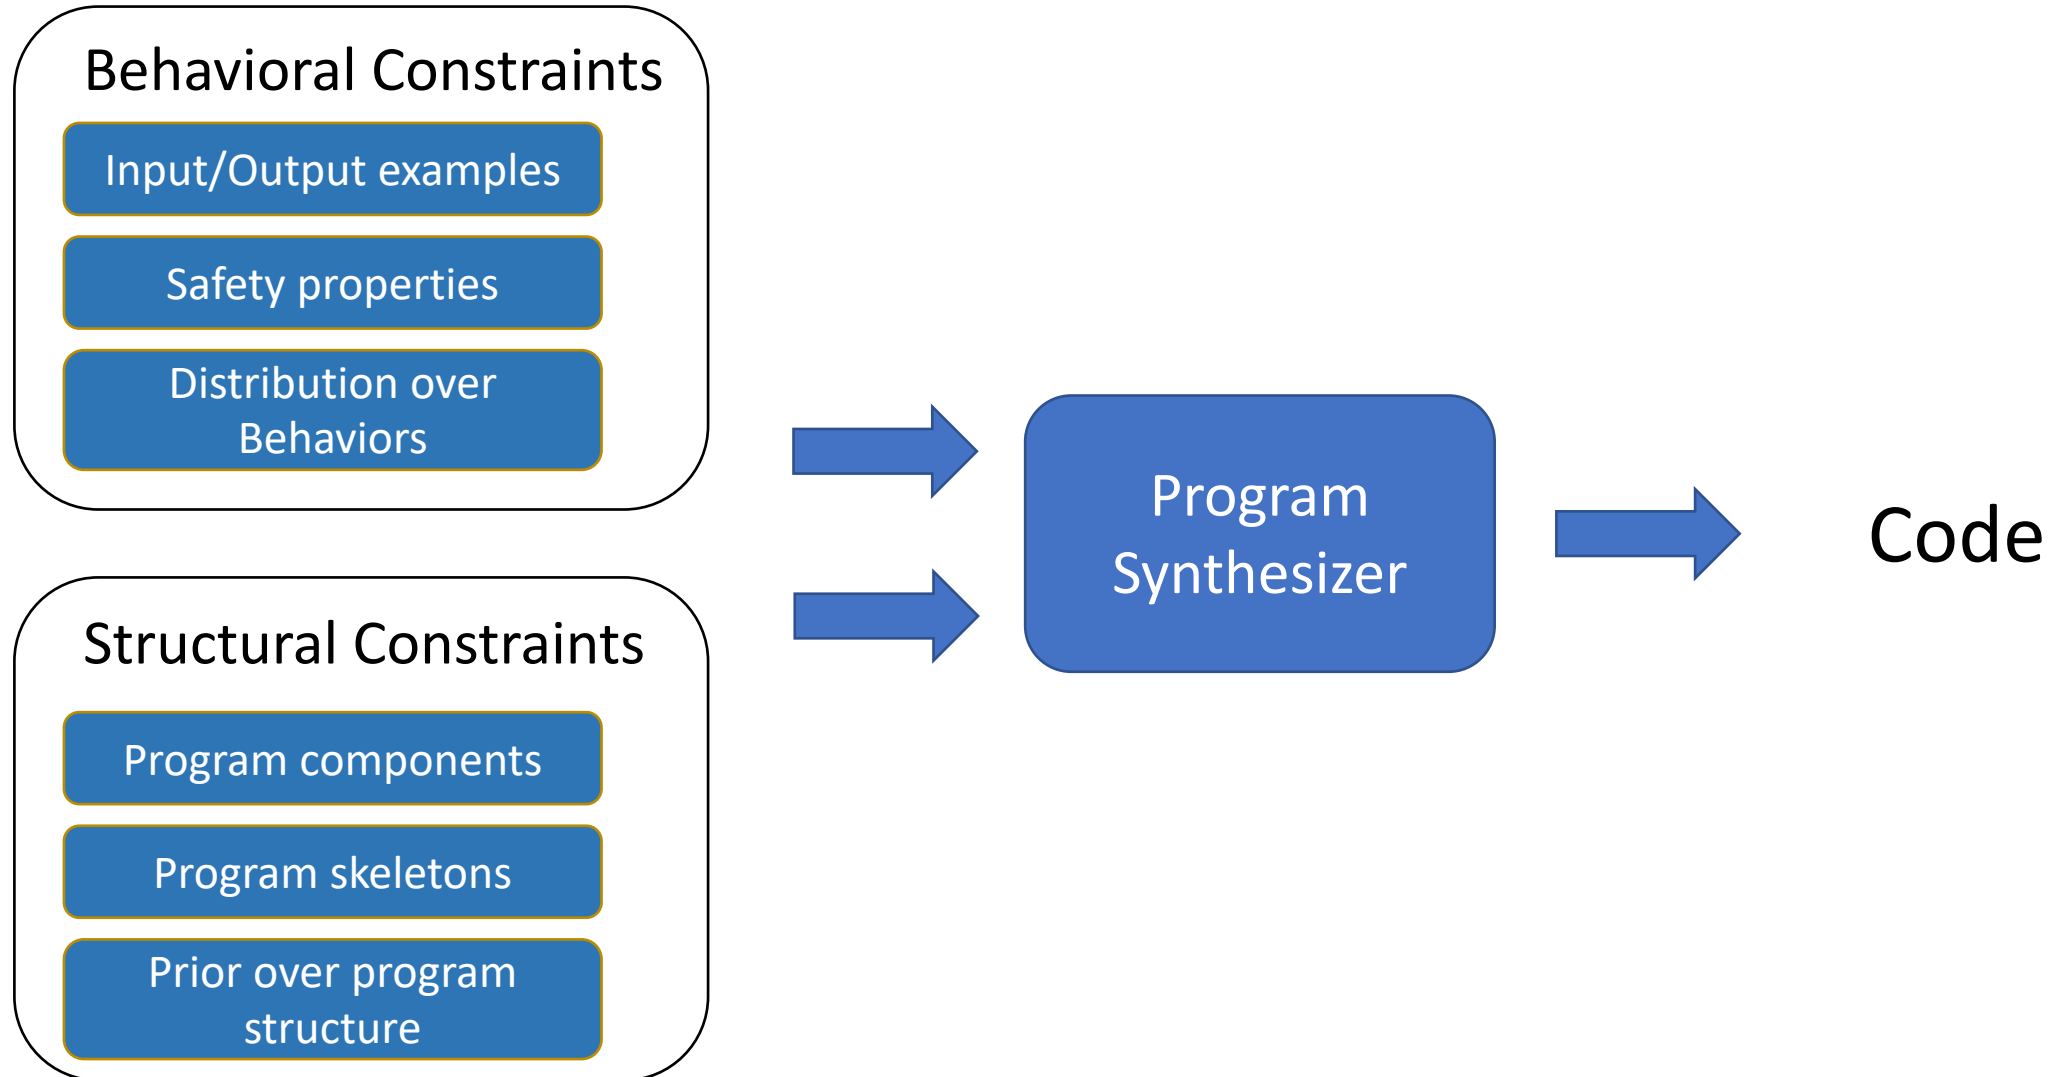 Behavioral Constraints
Input/Output examples
Safety properties
Distribution over
Behaviors
Structural Constraints
Program components
Program skeletons
Prior over program
structure
Program
Synthesizer
Code